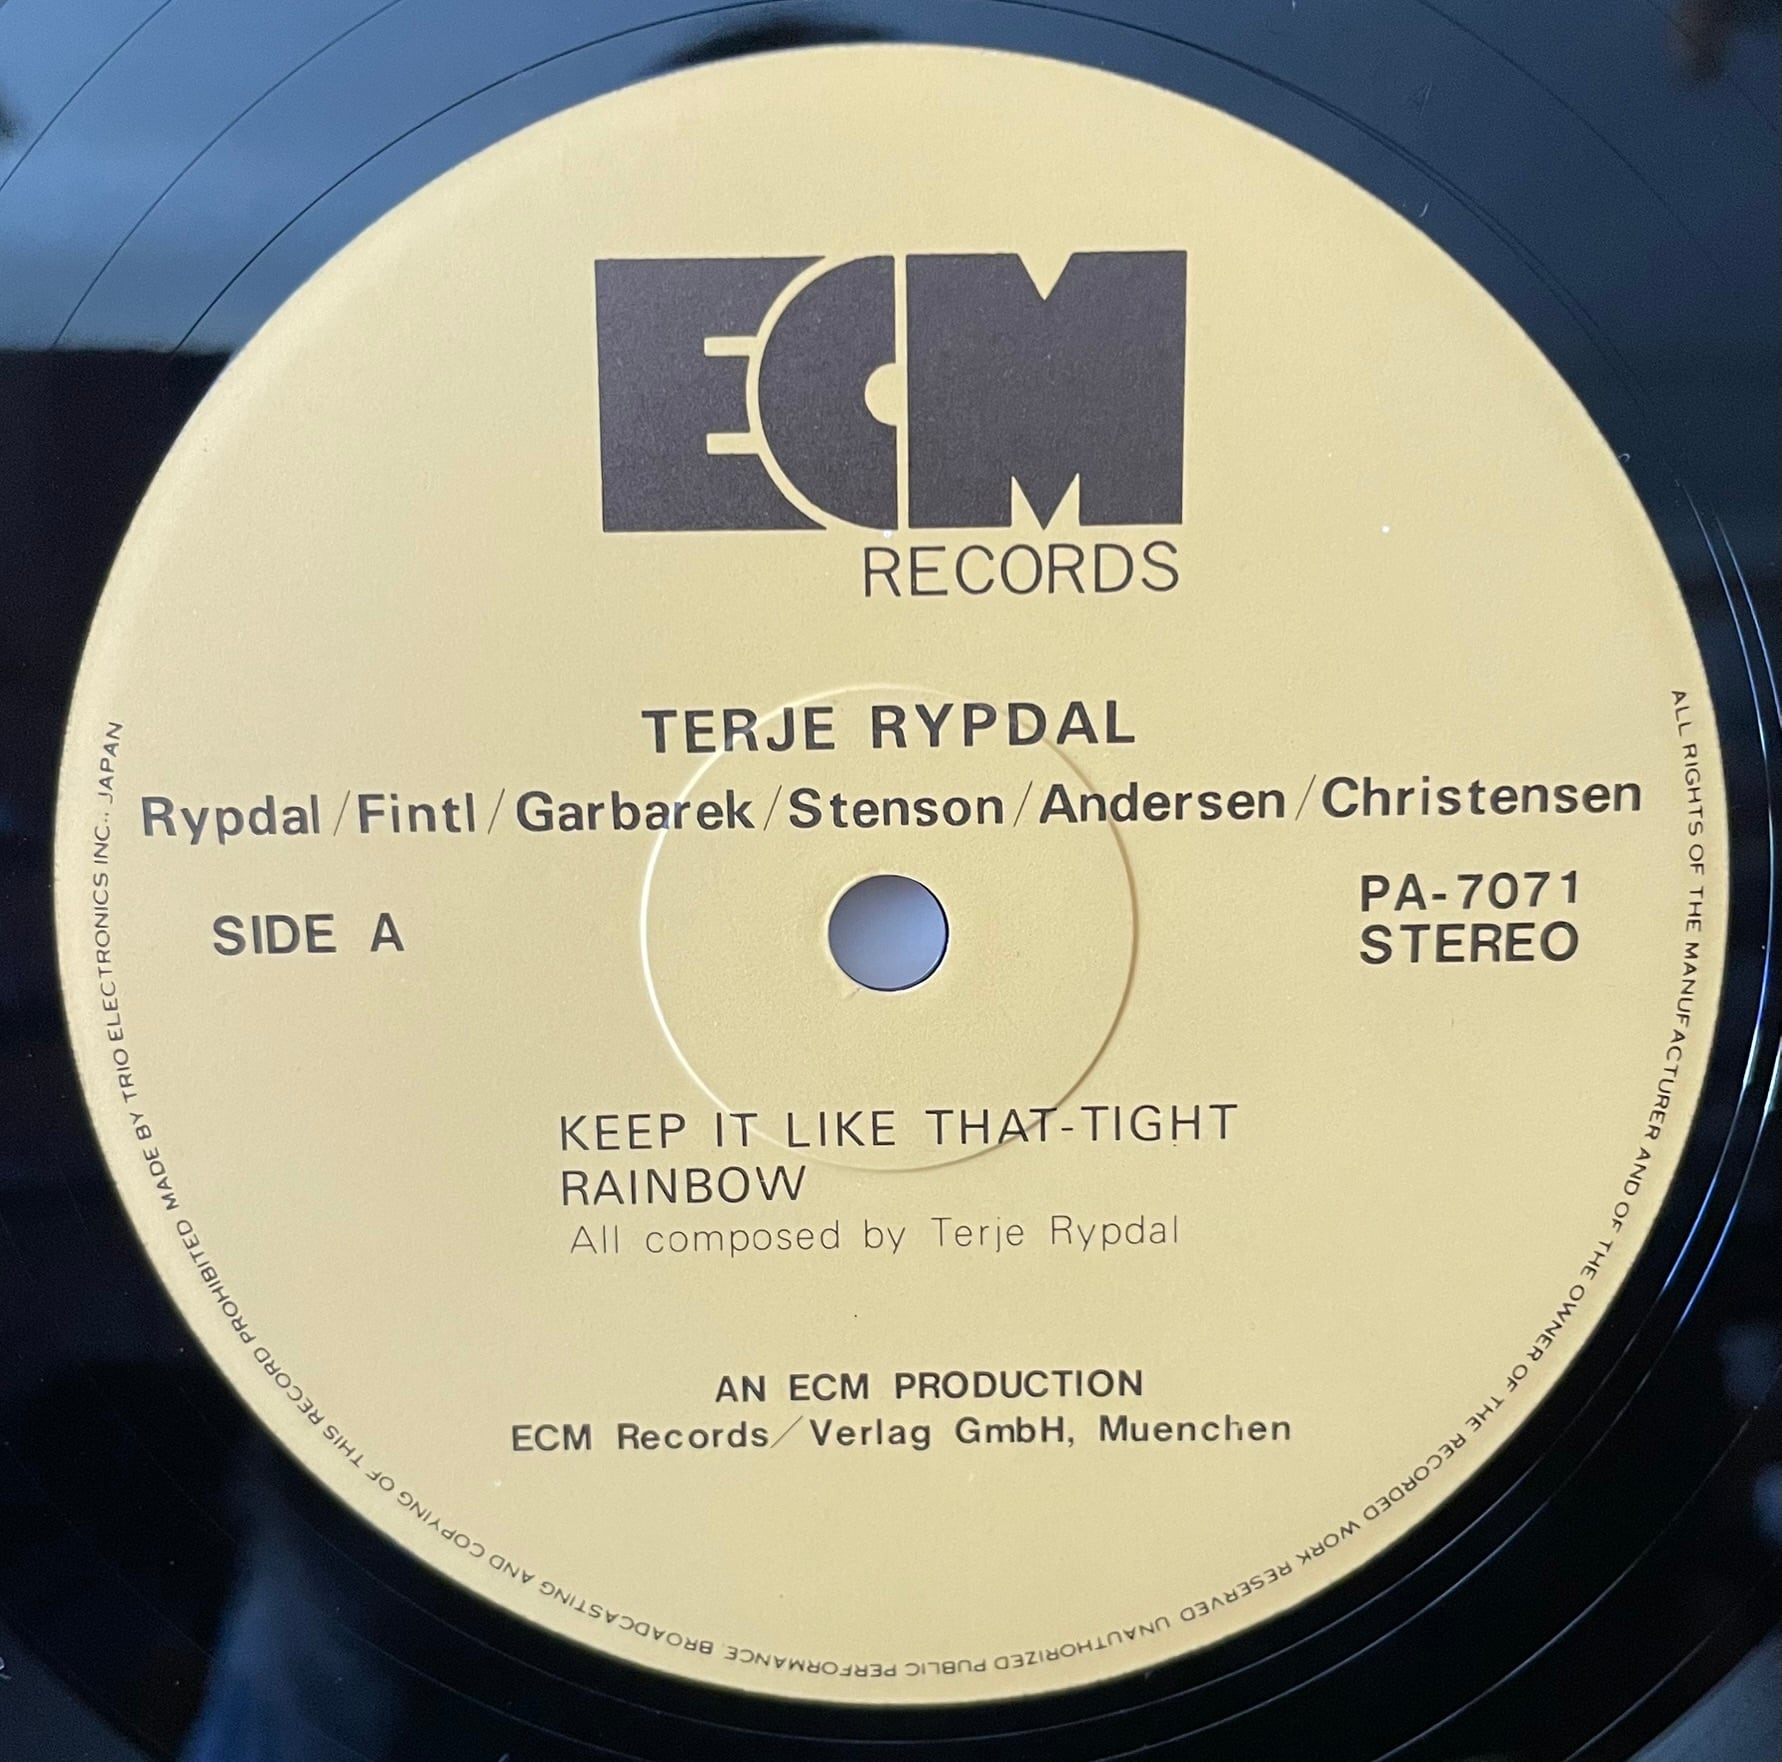 ECM
RECORDS
TERJE RYPDAL
Rypdal/Fintl/Garbarek/Stenson/Andersen/Christensen
SIDE A
PA-7071
STEREO
KEEP IT LIKE THAT-TIGHT
RAINBOW
All composed by Terje Rypdal
AN ECM PRODUCTION
ECM Records/Verlag GmbH, Muenchen
ALL RIGHTS OF THE MANUFACTURER AND OF THE OWNER OF THE RECORDED WORK RESERVED UNAUTHORIZED PUBLIC PERFORMANCE. BROADCASTING AND COPYING OF THIS RECORD PROHIBITED MADE BY TRIO ELECTRONICS INC., JAPAN